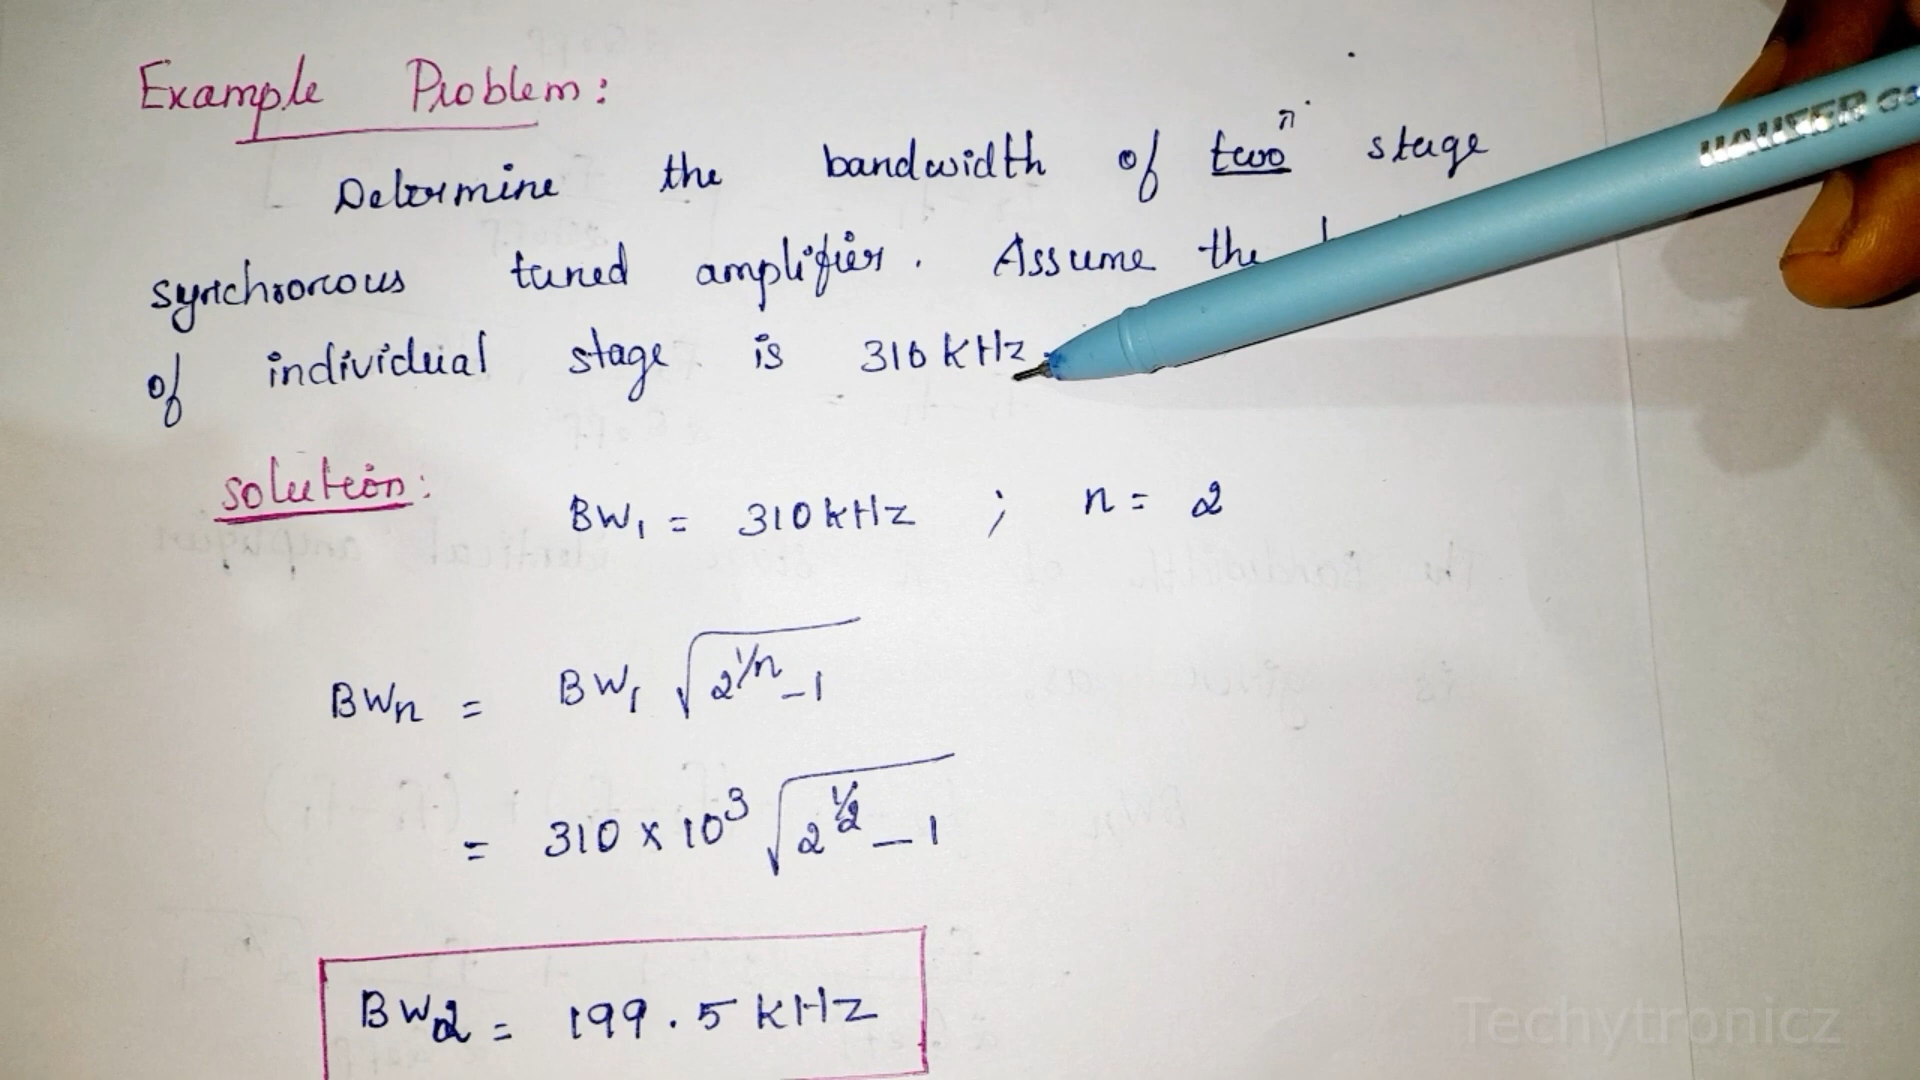 Example Problem:
n
Determine the bandwidth of two stage
synchronous tuned amplifier. Assume the
of individual stage is 310 KHz
solution:
BW₁ = 310 kHz ; n = 2
BWn = BW₁ √(2^(1/n) - 1)
= 310 × 10³ √(2^(1/2) - 1)
BW₂ = 199.5 KHz
HAUSER
Techytronicz